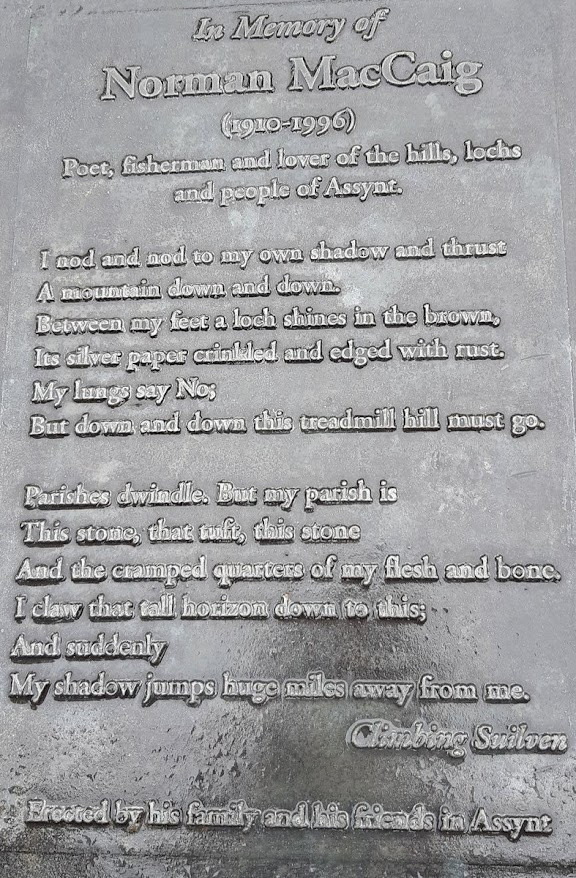 In Memory of
Norman MacCaig
(1910-1996)
Poet, fisherman and lover of the hills, lochs
and people of Assynt.
I nod and nod to my own shadow and thrust
A mountain down and down.
Between my feet a loch shines in the brown,
Its silver paper crinkled and edged with rust.
My lungs say No;
But down and down this treadmill hill must go.
Parishes dwindle. But my parish is
This stone, that tuft, this stone
And the cramped quarters of my flesh and bone.
I claw that tall horizon down to this;
And suddenly
My shadow jumps huge miles away from me.
Climbing Suilven
Erected by his family and his friends in Assynt